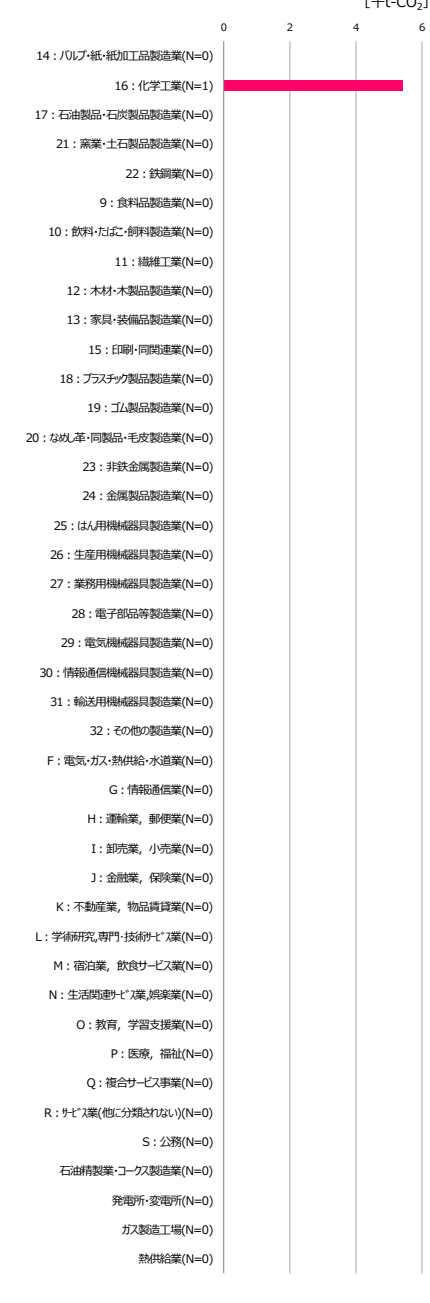 [千t-CO₂]
0 2 4 6
14:パルプ・紙・紙加工品製造業(N=0)
16:化学工業(N=1)
17:石油製品・石炭製品製造業(N=0)
21:窯業・土石製品製造業(N=0)
22:鉄鋼業(N=0)
9:食料品製造業(N=0)
10:飲料・たばこ・飼料製造業(N=0)
11:繊維工業(N=0)
12:木材・木製品製造業(N=0)
13:家具・装備品製造業(N=0)
15:印刷・同関連業(N=0)
18:プラスチック製品製造業(N=0)
19:ゴム製品製造業(N=0)
20:なめし革・同製品・毛皮製造業(N=0)
23:非鉄金属製造業(N=0)
24:金属製品製造業(N=0)
25:はん用機械器具製造業(N=0)
26:生産用機械器具製造業(N=0)
27:業務用機械器具製造業(N=0)
28:電子部品等製造業(N=0)
29:電気機械器具製造業(N=0)
30:情報通信機械器具製造業(N=0)
31:輸送用機械器具製造業(N=0)
32:その他の製造業(N=0)
F:電気・ガス・熱供給・水道業(N=0)
G:情報通信業(N=0)
H:運輸業，郵便業(N=0)
I:卸売業，小売業(N=0)
J:金融業，保険業(N=0)
K:不動産業，物品賃貸業(N=0)
L:学術研究,専門・技術ｻｰﾋﾞｽ業(N=0)
M:宿泊業，飲食サービス業(N=0)
N:生活関連ｻｰﾋﾞｽ業,娯楽業(N=0)
O:教育，学習支援業(N=0)
P:医療，福祉(N=0)
Q:複合サービス事業(N=0)
R:ｻｰﾋﾞｽ業(他に分類されない)(N=0)
S:公務(N=0)
石油精製業・コークス製造業(N=0)
発電所・変電所(N=0)
ガス製造工場(N=0)
熱供給業(N=0)